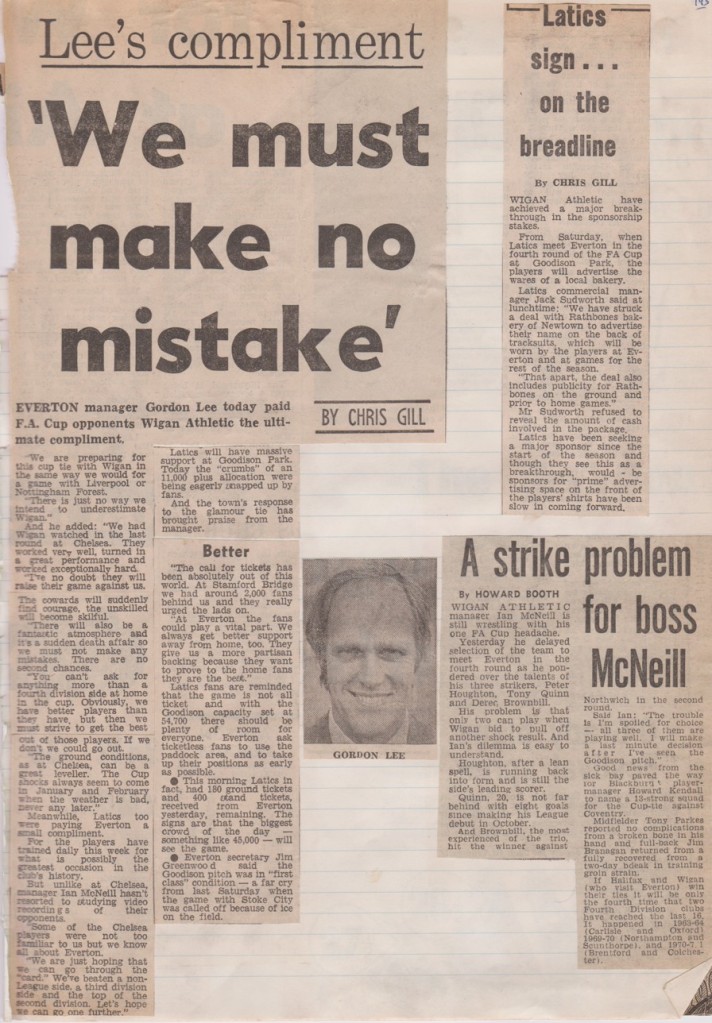 Lee's compliment
'We must
make no
mistake'
EVERTON manager Gordon Lee today paid
F.A. Cup opponents Wigan Athletic the ulti-
mate compliment.
BY CHRIS GILL
"We are preparing for
this cup tie with Wigan in
the same way we would for
a game with Liverpool or
Nottingham Forest.
"There is just no way we
intend to underestimate
Wigan."
And he added: "We had
Wigan watched in the last
round at Chelsea. They
worked very well, turned in
a great performance and
worked exceptionally hard.
"I've no doubt they will
raise their game against us.
The cowards will suddenly
find courage, the unskilled
will become skilful.
"There will also be a
fantastic atmosphere and
it's a sudden death affair so
we must not make any
mistakes. There are no
second chances.
"You can't ask for
anything more than a
fourth division side at home
in the cup. Obviously, we
have better players than
they have, but then we
must strive to get the best
out of those players. If we
don't we could go out.
"The ground conditions,
as at Chelsea, can be a
great leveller. The Cup
shocks always seem to come
in January and February
when the weather is bad,
never any later."
Meanwhile, Latics too
were paying Everton a
small compliment.
For the players have
trained daily this week for
what is possibly the
greatest occasion in the
club's history.
But unlike at Chelsea,
manager Ian McNeill hasn't
resorted to studying video
recordings of their
opponents.
"Some of the Chelsea
players were not too
familiar to us but we know
all about Everton.
"We are just hoping that
we can go through the
"card." We've beaten a non-
League side, a third division
side and the top of the
second division. Let's hope
we can go one further."
Latics will have massive
support at Goodison Park.
Today the "crumbs" of an
11,000 plus allocation were
being eagerly snapped up by
fans.
And the town's response
to the glamour tie has
brought praise from the
manager.
Better
"The call for tickets has
been absolutely out of this
world. At Stamford Bridge
we had around 2,000 fans
behind us and they really
urged the lads on.
"At Everton the fans
could play a vital part. We
always get better support
away from home, too. They
give us a more partisan
backing because they want
to prove to the home fans
they are the best."
Latics fans are reminded
that the game is not all
ticket and with the
Goodison capacity set at
54,700 there should be
plenty of room for
everyone. Everton ask
ticketless fans to use the
paddock area, and to take
up their positions as early
as possible.
● This morning Latics in
fact, had 180 ground tickets
and 400 stand tickets,
received from Everton
yesterday, remaining. The
signs are that the biggest
crowd of the day —
something like 45,000 — will
see the game.
● Everton secretary Jim
Greenwood said the
Goodison pitch was in "first
class" condition — a far cry
from last Saturday when
the game with Stoke City
was called off because of ice
on the field.
GORDON LEE
Latics
sign . . .
on the
breadline
By CHRIS GILL
WIGAN Athletic have
achieved a major break-
through in the sponsorship
stakes.
From Saturday, when
Latics meet Everton in the
fourth round of the FA Cup
at Goodison Park, the
players will advertise the
wares of a local bakery.
Latics commercial man-
ager Jack Sudworth said at
lunchtime: "We have struck
a deal with Rathbones bak-
ery of Newtown to advertise
their name on the back of
tracksuits, which will be
worn by the players at Ev-
erton and at games for the
rest of the season.
"That apart, the deal also
includes publicity for Rath-
bones on the ground and
prior to home games."
Mr Sudworth refused to
reveal the amount of cash
involved in the package.
Latics have been seeking
a major sponsor since the
start of the season and
though they see this as a
breakthrough, would - be
sponsors for "prime" adver-
tising space on the front of
the players' shirts have been
slow in coming forward.
A strike problem
for boss
McNeill
By HOWARD BOOTH
WIGAN ATHLETIC
manager Ian McNeill is
still wrestling with his
one FA Cup headache.
Yesterday he delayed
selection of the team to
meet Everton in the
fourth round as he pon-
dered over the talents of
his three strikers, Peter
Houghton, Tony Quinn
and Derec Brownbill.
His problem is that
only two can play when
Wigan bid to pull off
another shock result. And
Ian's dilemma is easy to
understand.
Houghton, after a lean
spell, is running back
into form and is still the
side's leading scorer.
Quinn, 20, is not far
behind with eight goals
since making his League
debut in October.
And Brownbill, the most
experienced of the trio,
hit the winner against
Northwich in the second
round.
Said Ian: "The trouble
is I'm spoiled for choice
— all three of them are
playing well. I will make
a last minute decision
after I've seen the
Goodison pitch."
Good news from the
sick bay paved the way
for Blackburn player-
manager Howard Kendall
to name a 13-strong squad
for the Cup-tie against
Coventry.
Midfielder Tony Parkes
reported no complications
from a broken bone in his
hand and full-back Jim
Branagan returned from a
fully recovered from a
two-day break in training
groin strain.
If Halifax and Wigan
(who visit Everton) win
their ties it will be only
the fourth time that two
Fourth Division clubs
have reached the last 16.
It happened in 1963-64
(Carlisle and Oxford)
1969-70 (Northampton and
Scunthorpe), and 1970-71
(Brentford and Colches-
ter).